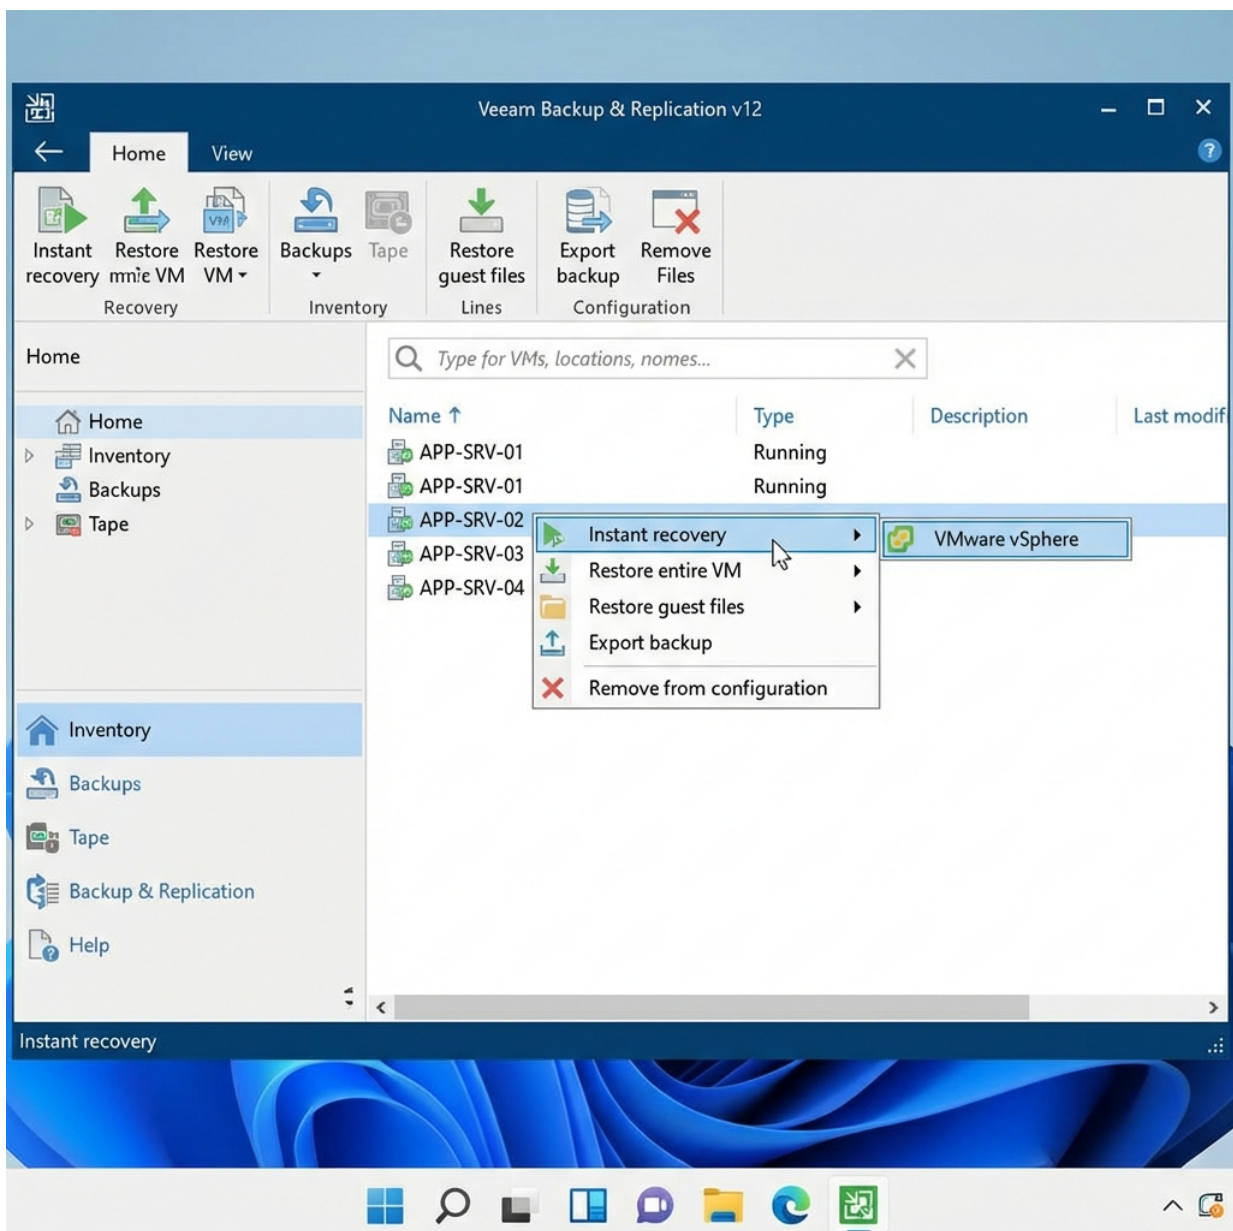 Veeam Backup & Replication v12
Home View
Instant recovery
Restore VM
Restore VM
Backups
Tape
Restore guest files
Export backup
Remove Files
Recovery
Inventory
Lines
Configuration
Home
Type for VMs, locations, nomes...
Home
Inventory
Backups
Tape
Name ↑ Type Description Last modif
APP-SRV-01 Running
APP-SRV-01 Running
APP-SRV-02
APP-SRV-03
APP-SRV-04
Instant recovery
Restore entire VM
Restore guest files
Export backup
Remove from configuration
VMware vSphere
Inventory
Backups
Tape
Backup & Replication
Help
Instant recovery